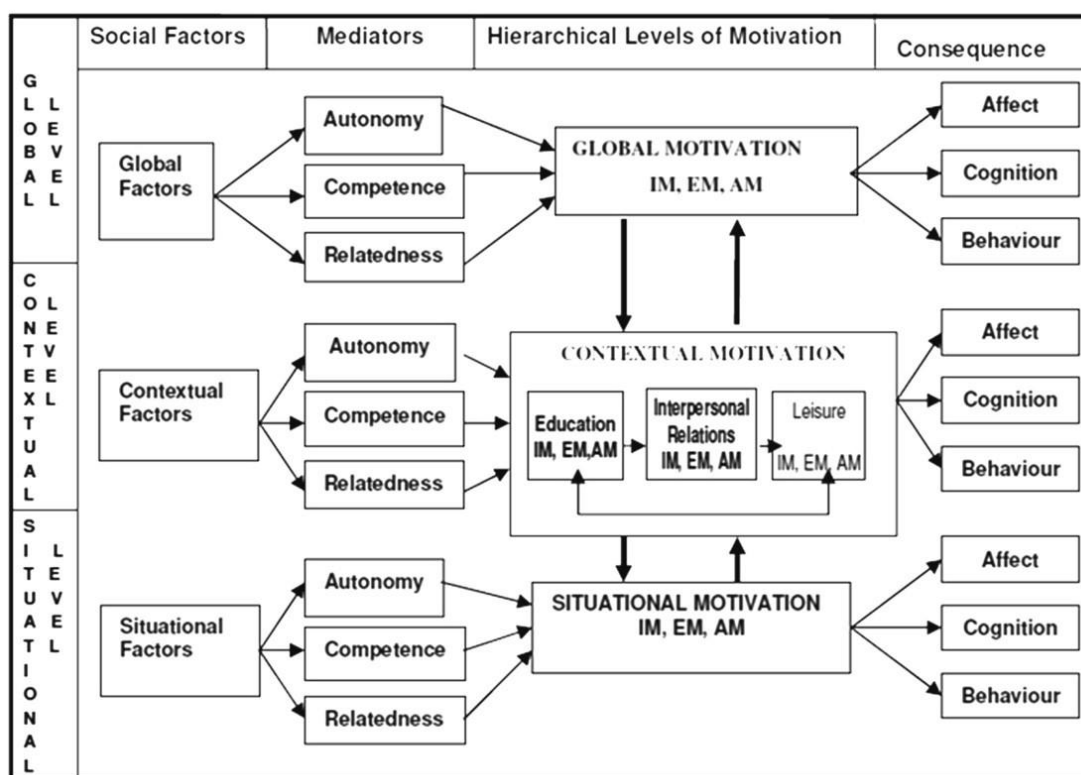 Social Factors
Mediators
Hierarchical Levels of Motivation
Consequence
GLOBAL
LEVEL
Global
Factors
Autonomy
Competence
Relatedness
GLOBAL MOTIVATION
IM, EM, AM
Affect
Cognition
Behaviour
CONTEXTUAL
LEVEL
Contextual
Factors
Autonomy
Competence
Relatedness
CONTEXTUAL MOTIVATION
Education
IM, EM,AM
Interpersonal
Relations
IM, EM, AM
Leisure
IM, EM, AM
Affect
Cognition
Behaviour
SITUATIONAL
LEVEL
Situational
Factors
Autonomy
Competence
Relatedness
SITUATIONAL MOTIVATION
IM, EM, AM
Affect
Cognition
Behaviour